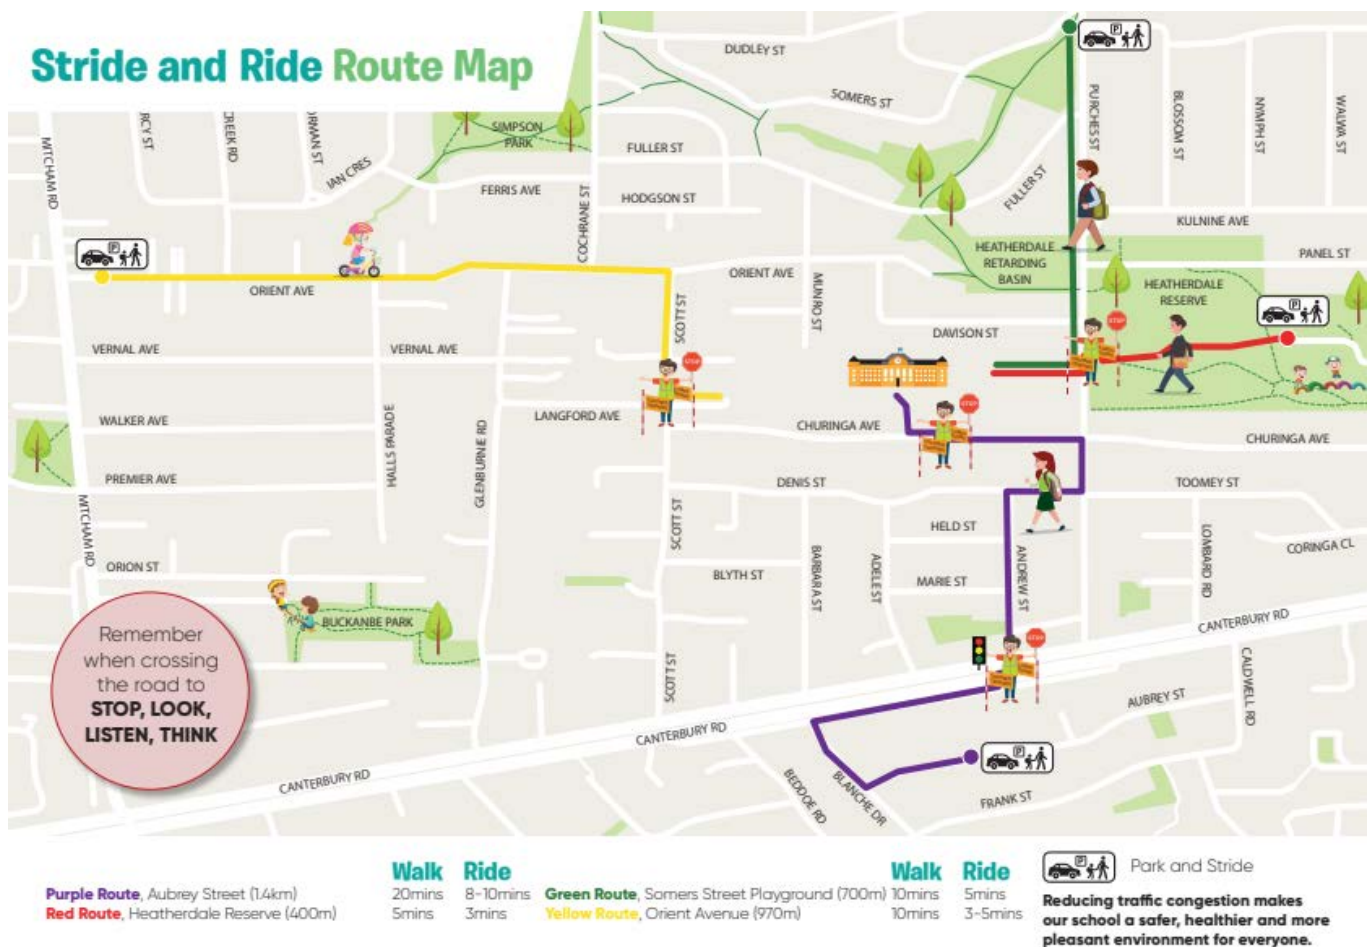 Stride and Ride Route Map
DUDLEY ST
SOMERS ST
PURCHES ST
BLOSSOM ST
NYMPH ST
WALWA ST
MITCHAM RD
SIMPSON
PARK
IAN CRES
FULLER ST
FERRIS AVE
HODGSON ST
COCHRANE ST
FULLER ST
KULNINE AVE
P
P
HEATHERDALE
RETARDING
BASIN
PANEL ST
ORIENT AVE
ORIENT AVE
MUNRO ST
HEATHERDALE
RESERVE
P
SCOTT ST
DAVISON ST
STOP
VERNAL AVE
VERNAL AVE
STOP
WALKER AVE
HALLS PARADE
GLENBURNIE RD
LANGFORD AVE
CHURINGA AVE
STOP
CHURINGA AVE
PREMIER AVE
DENIS ST
TOOMEY ST
MITCHAM RD
SCOTT ST
HELD ST
LOMBARD RD
CORINGA CL
ORION ST
BLYTH ST
BARBARA ST
ADELE ST
MARIE ST
ANDREW ST
CANTERBURY RD
BUCKANBE PARK
STOP
Remember
when crossing
the road to
STOP, LOOK,
LISTEN, THINK
SCOTT ST
CALDWELL RD
AUBREY ST
CANTERBURY RD
P
CANTERBURY RD
BEDDOE RD
BLANCHE DR
FRANK ST
Walk Ride
Purple Route, Aubrey Street (1.4km) 20mins 8-10mins
Red Route, Heatherdale Reserve (400m) 5mins 3mins
Walk Ride
Green Route, Somers Street Playground (700m) 10mins 5mins
Yellow Route, Orient Avenue (970m) 10mins 3-5mins
P Park and Stride
Reducing traffic congestion makes
our school a safer, healthier and more
pleasant environment for everyone.